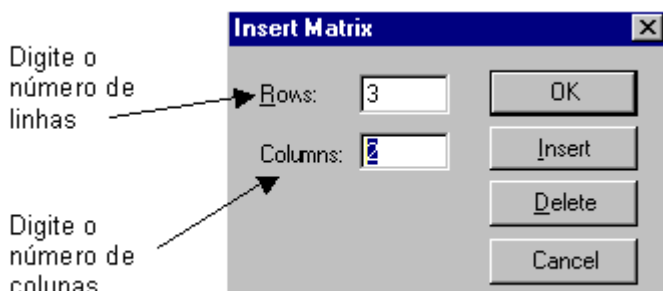 Insert Matrix
Digite o
número de
linhas
Rows:
3
OK
Columns:
2
Insert
Delete
Cancel
Digite o
número de
colunas